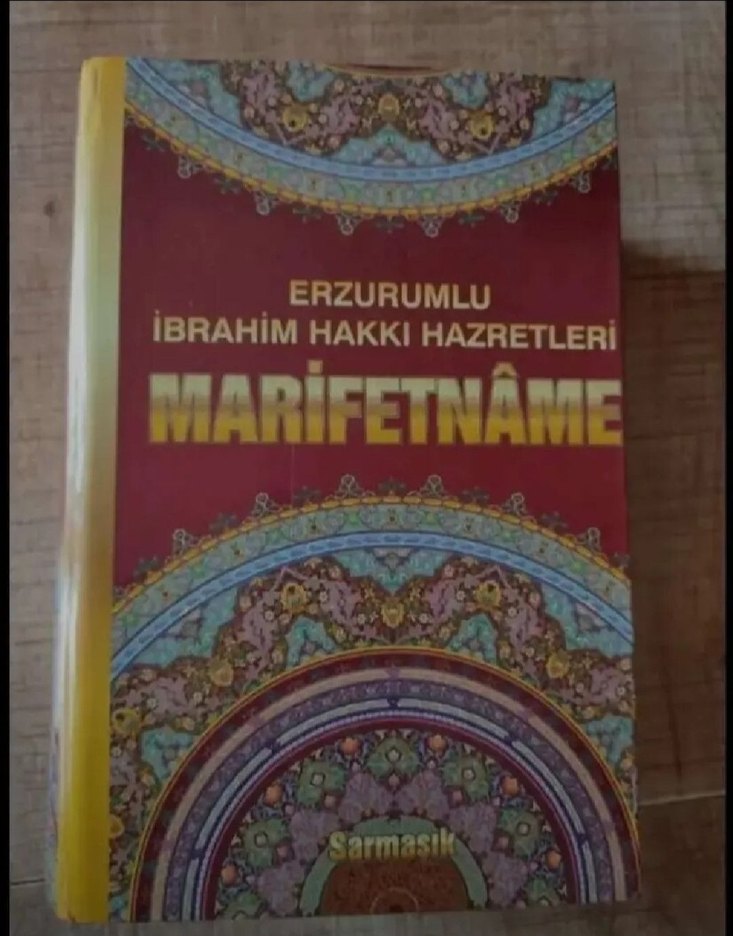 ERZURUMLU
İBRAHİM HAKKI HAZRETLERİ
MARİFETNÂME
Sarmaşık